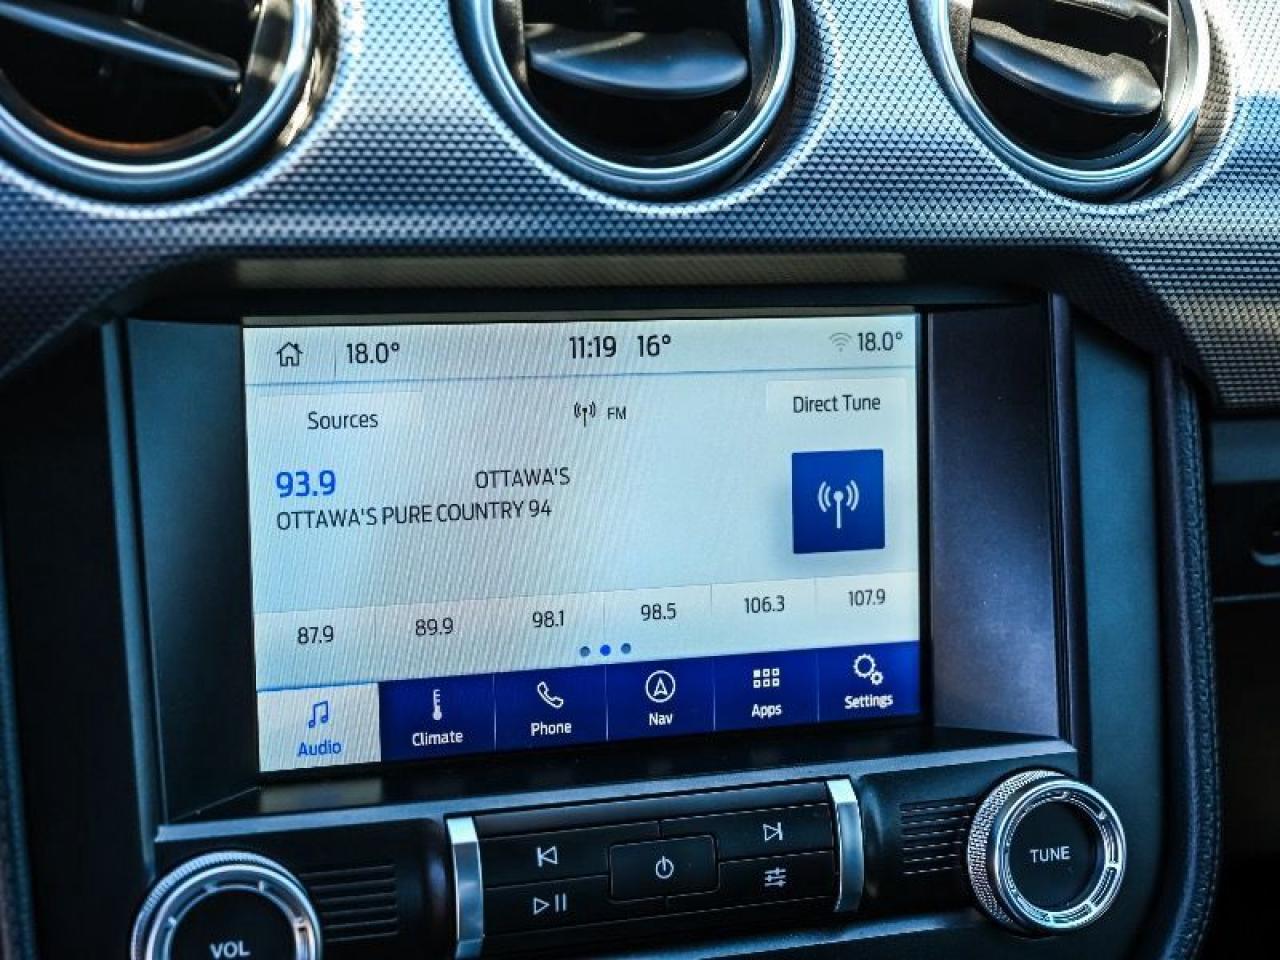 18.0° 11:19 16° 18.0°
Sources FM Direct Tune
93.9 OTTAWA'S
OTTAWA'S PURE COUNTRY 94
87.9 89.9 98.1 98.5 106.3 107.9
Audio Climate Phone Nav Apps Settings
VOL TUNE